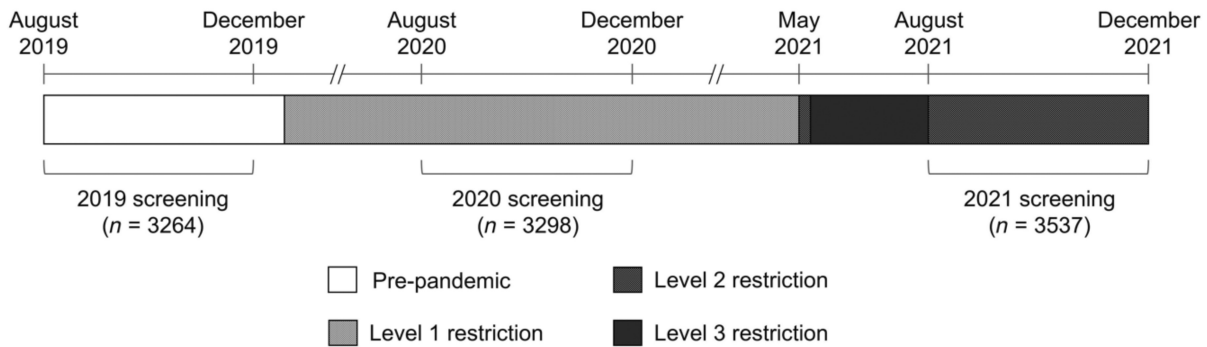 August 2019
December 2019
August 2020
December 2020
May 2021
August 2021
December 2021
2019 screening
(n = 3264)
2020 screening
(n = 3298)
2021 screening
(n = 3537)
Pre-pandemic
Level 2 restriction
Level 1 restriction
Level 3 restriction